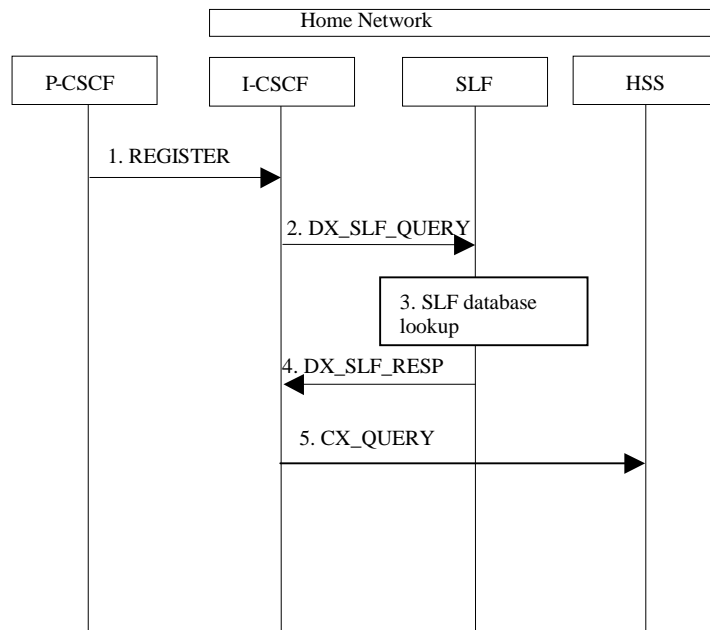 Home Network
P-CSCF
I-CSCF
SLF
HSS
1. REGISTER
2. DX_SLF_QUERY
3. SLF database
lookup
4. DX_SLF_RESP
5. CX_QUERY